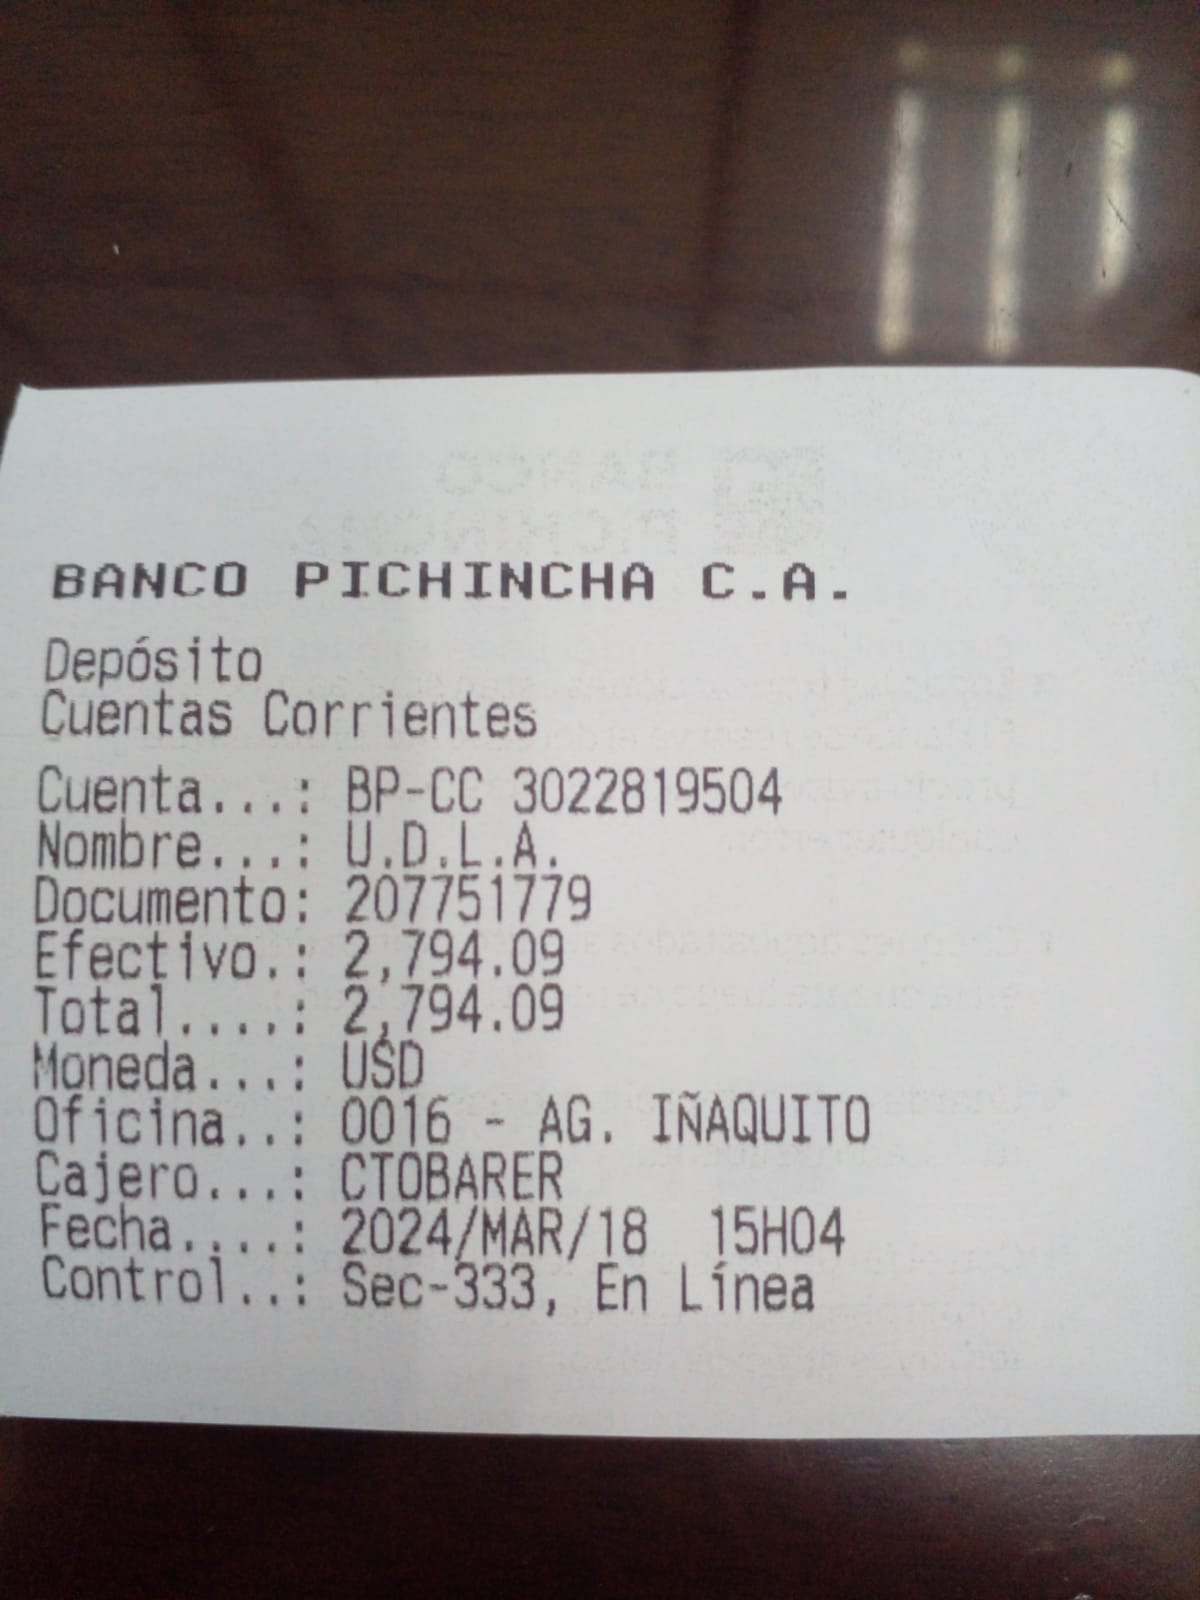 BANCO PICHINCHA C.A.
Depósito
Cuentas Corrientes
Cuenta...: BP-CC 3022819504
Nombre...: U.D.L.A.
Documento: 207751779
Efectivo.: 2,794.09
Total....: 2,794.09
Moneda...: USD
Oficina..: 0016 - AG. IÑAQUITO
Cajero...: CTOBARER
Fecha....: 2024/MAR/18 15H04
Control..: Sec-333, En Línea